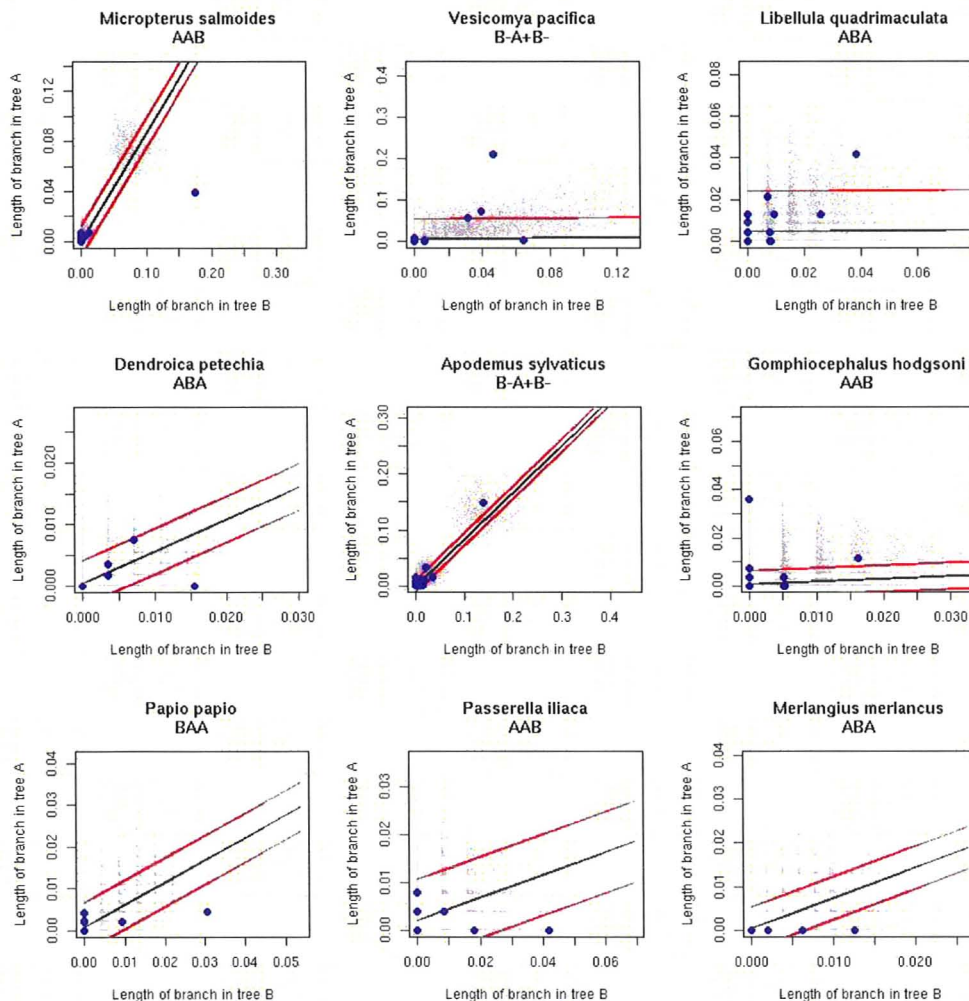 Micropterus salmoides
AAB
Length of branch in tree A
0.00 0.04 0.08 0.12
0.00 0.10 0.20 0.30
Length of branch in tree B
Vesicomya pacifica
B-A+B-
Length of branch in tree A
0.0 0.1 0.2 0.3 0.4
0.00 0.04 0.08 0.12
Length of branch in tree B
Libellula quadrimaculata
ABA
Length of branch in tree A
0.00 0.02 0.04 0.06 0.08
0.00 0.02 0.04 0.06
Length of branch in tree B
Dendroica petechia
ABA
Length of branch in tree A
0.000 0.010 0.020
0.000 0.010 0.020 0.030
Length of branch in tree B
Apodemus sylvaticus
B-A+B-
Length of branch in tree A
0.00 0.10 0.20 0.30
0.0 0.1 0.2 0.3 0.4
Length of branch in tree B
Gomphiocephalus hodgsoni
AAB
Length of branch in tree A
0.00 0.02 0.04 0.06
0.000 0.010 0.020 0.030
Length of branch in tree B
Papio papio
BAA
Length of branch in tree A
0.00 0.01 0.02 0.03 0.04
0.00 0.01 0.02 0.03 0.04 0.05
Length of branch in tree B
Passerella iliaca
AAB
Length of branch in tree A
0.00 0.01 0.02 0.03
0.00 0.02 0.04 0.06
Length of branch in tree B
Merlangius merlancus
ABA
Length of branch in tree A
0.00 0.01 0.02 0.03 0.04
0.000 0.010 0.020
Length of branch in tree B